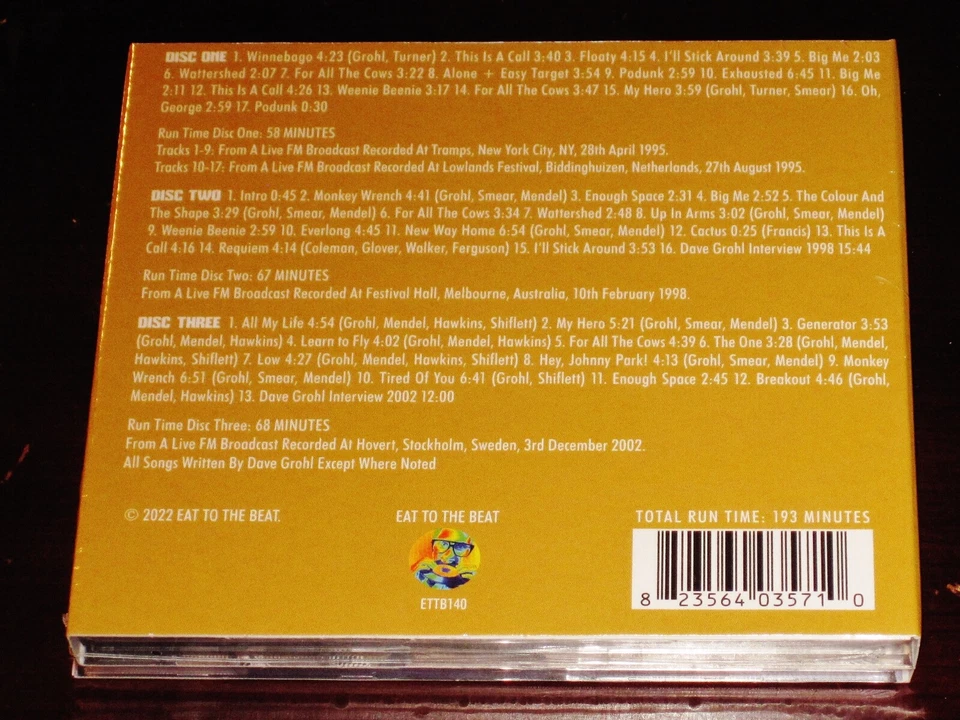 DISC ONE 1. Winnebago 4:23 (Grohl, Turner) 2. This Is A Call 3:40 3. Floaty 4:15 4. I'll Stick Around 3:39 5. Big Me 2:03
6. Wattershed 2:07 7. For All The Cows 3:22 8. Alone + Easy Target 3:54 9. Podunk 2:59 10. Exhausted 6:45 11. Big Me
2:11 12. This Is A Call 4:26 13. Weenie Beenie 3:17 14. For All The Cows 3:47 15. My Hero 3:59 (Grohl, Turner, Smear) 16. Oh,
George 2:59 17. Podunk 0:30
Run Time Disc One: 58 MINUTES
Tracks 1-9: From A Live FM Broadcast Recorded At Tramps, New York City, NY, 28th April 1995.
Tracks 10-17: From A Live FM Broadcast Recorded At Lowlands Festival, Biddinghuizen, Netherlands, 27th August 1995.
DISC TWO 1. Intro 0:45 2. Monkey Wrench 4:41 (Grohl, Smear, Mendel) 3. Enough Space 2:31 4. Big Me 2:52 5. The Colour And
The Shape 3:29 (Grohl, Smear, Mendel) 6. For All The Cows 3:34 7. Wattershed 2:48 8. Up In Arms 3:02 (Grohl, Smear, Mendel)
9. Weenie Beenie 2:59 10. Everlong 4:45 11. New Way Home 6:54 (Grohl, Smear, Mendel) 12. Cactus 0:25 (Francis) 13. This Is A
Call 4:16 14. Requiem 4:14 (Coleman, Glover, Walker, Ferguson) 15. I'll Stick Around 3:53 16. Dave Grohl Interview 1998 15:44
Run Time Disc Two: 67 MINUTES
From A Live FM Broadcast Recorded At Festival Hall, Melbourne, Australia, 10th February 1998.
DISC THREE 1. All My Life 4:54 (Grohl, Mendel, Hawkins, Shiflett) 2. My Hero 5:21 (Grohl, Smear, Mendel) 3. Generator 3:53
(Grohl, Mendel, Hawkins) 4. Learn to Fly 4:02 (Grohl, Mendel, Hawkins) 5. For All The Cows 4:39 6. The One 3:28 (Grohl, Mendel,
Hawkins, Shiflett) 7. Low 4:27 (Grohl, Mendel, Hawkins, Shiflett) 8. Hey, Johnny Park! 4:13 (Grohl, Smear, Mendel) 9. Monkey
Wrench 6:51 (Grohl, Smear, Mendel) 10. Tired Of You 6:41 (Grohl, Shiflett) 11. Enough Space 2:45 12. Breakout 4:46 (Grohl,
Mendel, Hawkins) 13. Dave Grohl Interview 2002 12:00
Run Time Disc Three: 68 MINUTES
From A Live FM Broadcast Recorded At Hovert, Stockholm, Sweden, 3rd December 2002.
All Songs Written By Dave Grohl Except Where Noted
© 2022 EAT TO THE BEAT.
EAT TO THE BEAT
ETTB140
TOTAL RUN TIME: 193 MINUTES
8 23564 03571 0